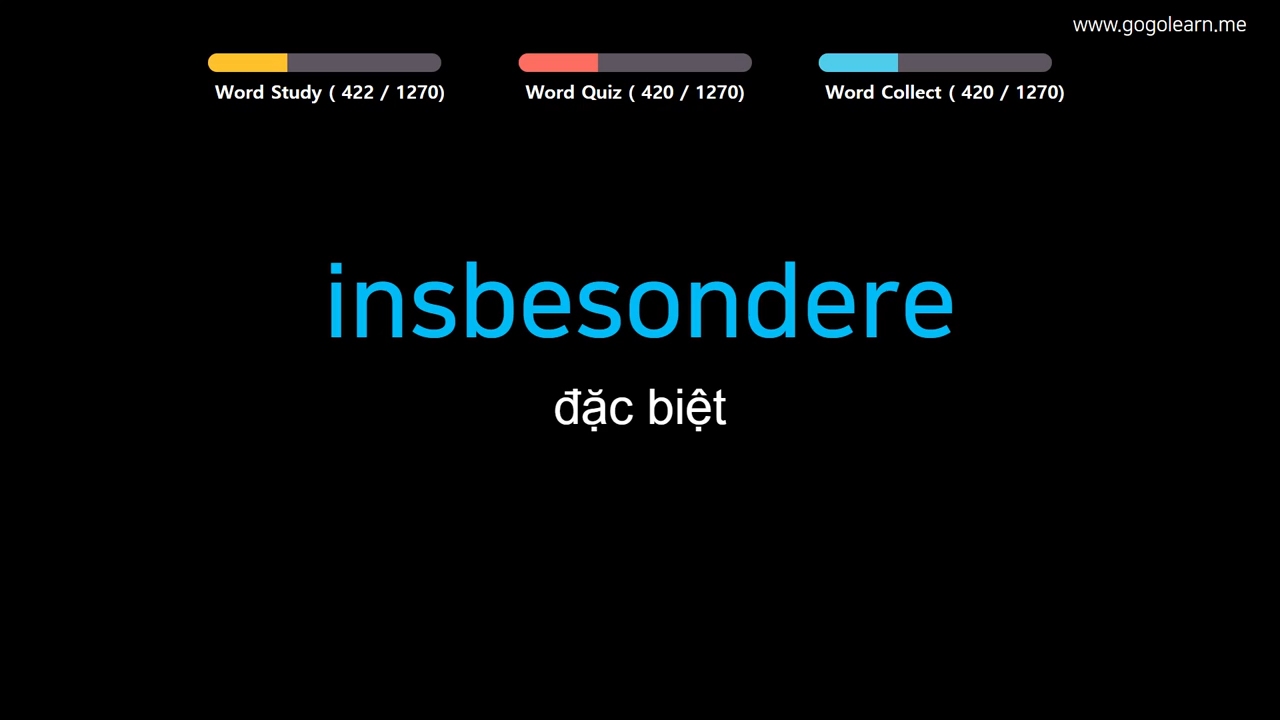 www.gogolearn.me
Word Study ( 422 / 1270)
Word Quiz ( 420 / 1270)
Word Collect ( 420 / 1270)
insbesondere
đặc biệt